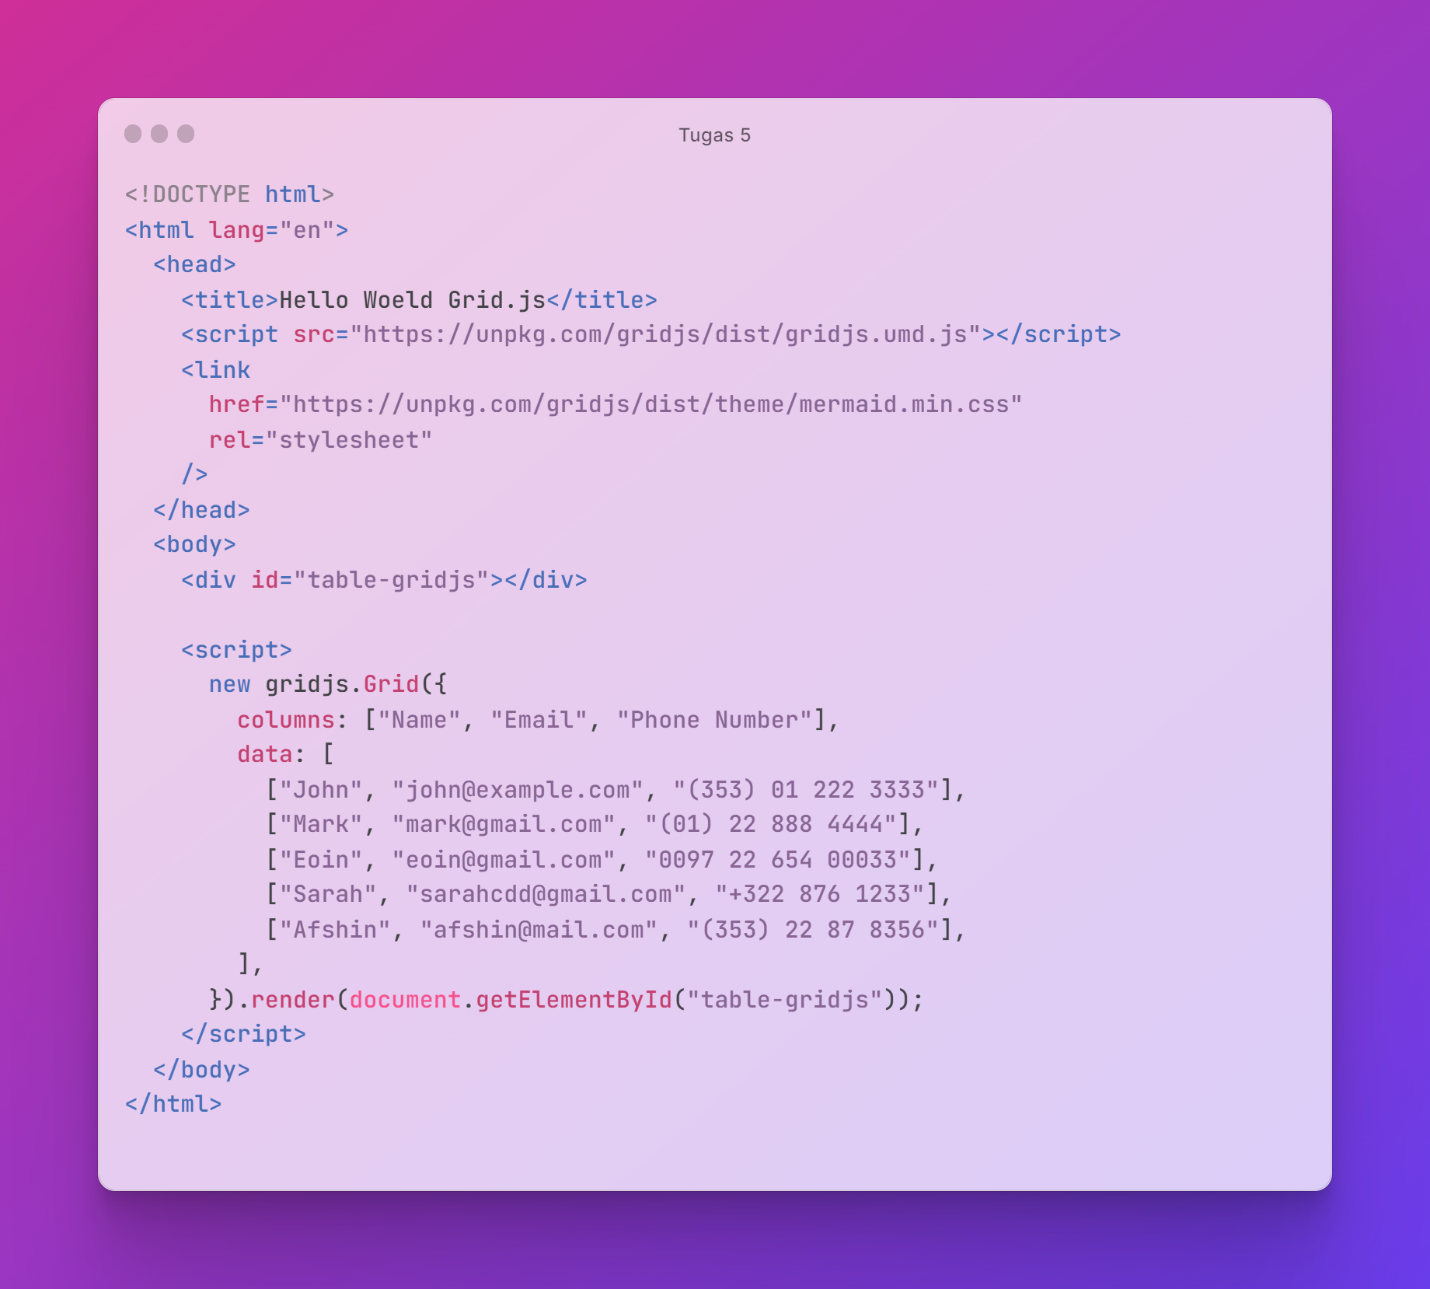 Tugas 5
<!DOCTYPE html>
<html lang="en">
  <head>
    <title>Hello Woeld Grid.js</title>
    <script src="https://unpkg.com/gridjs/dist/gridjs.umd.js"></script>
    <link
      href="https://unpkg.com/gridjs/dist/theme/mermaid.min.css"
      rel="stylesheet"
    />
  </head>
  <body>
    <div id="table-gridjs"></div>

    <script>
      new gridjs.Grid({
        columns: ["Name", "Email", "Phone Number"],
        data: [
          ["John", "john@example.com", "(353) 01 222 3333"],
          ["Mark", "mark@gmail.com", "(01) 22 888 4444"],
          ["Eoin", "eoin@gmail.com", "0097 22 654 00033"],
          ["Sarah", "sarahcdd@gmail.com", "+322 876 1233"],
          ["Afshin", "afshin@mail.com", "(353) 22 87 8356"],
        ],
      }).render(document.getElementById("table-gridjs"));
    </script>
  </body>
</html>